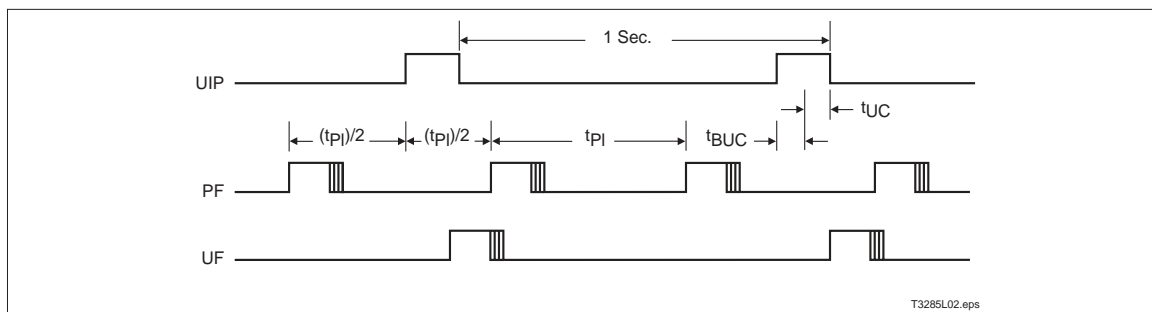 1 Sec.
UIP
tUC
(tPI)/2
(tPI)/2
tPI
tBUC
PF
UF
T3285L02.eps